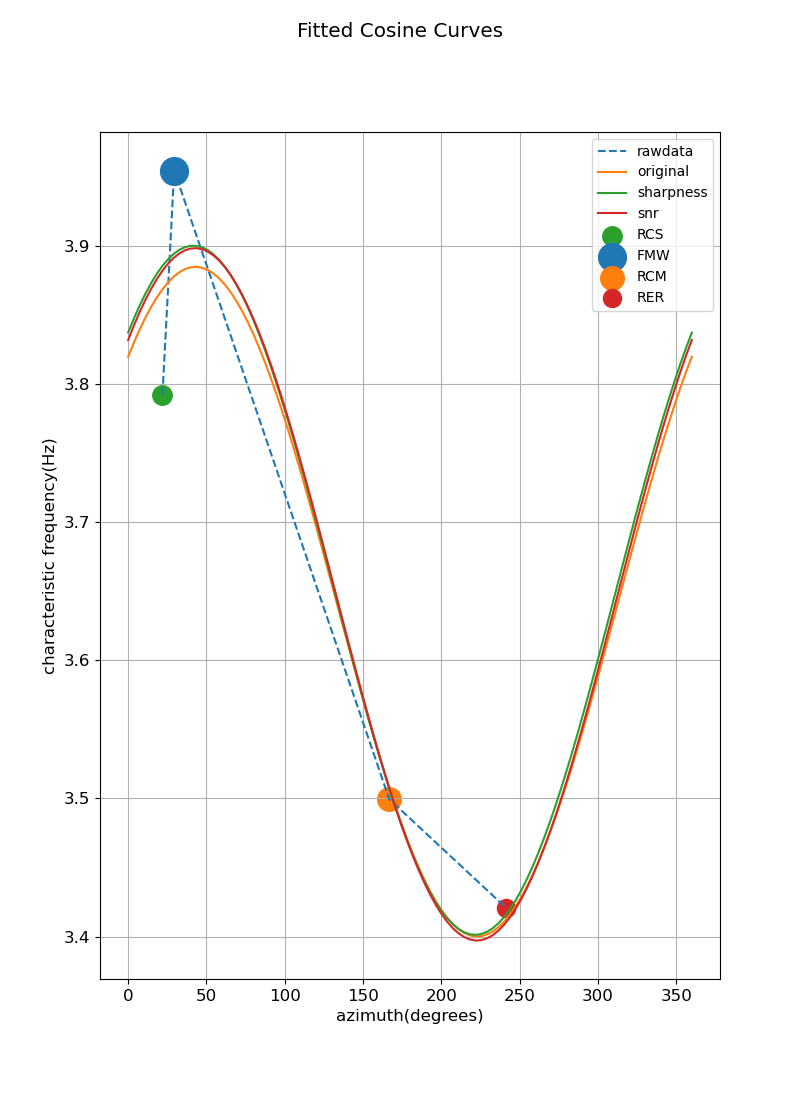 Fitted Cosine Curves
rawdata
original
sharpness
snr
RCS
FMW
RCM
RER
3.9
3.8
3.7
3.6
3.5
3.4
characteristic frequency(Hz)
0 50 100 150 200 250 300 350
azimuth(degrees)